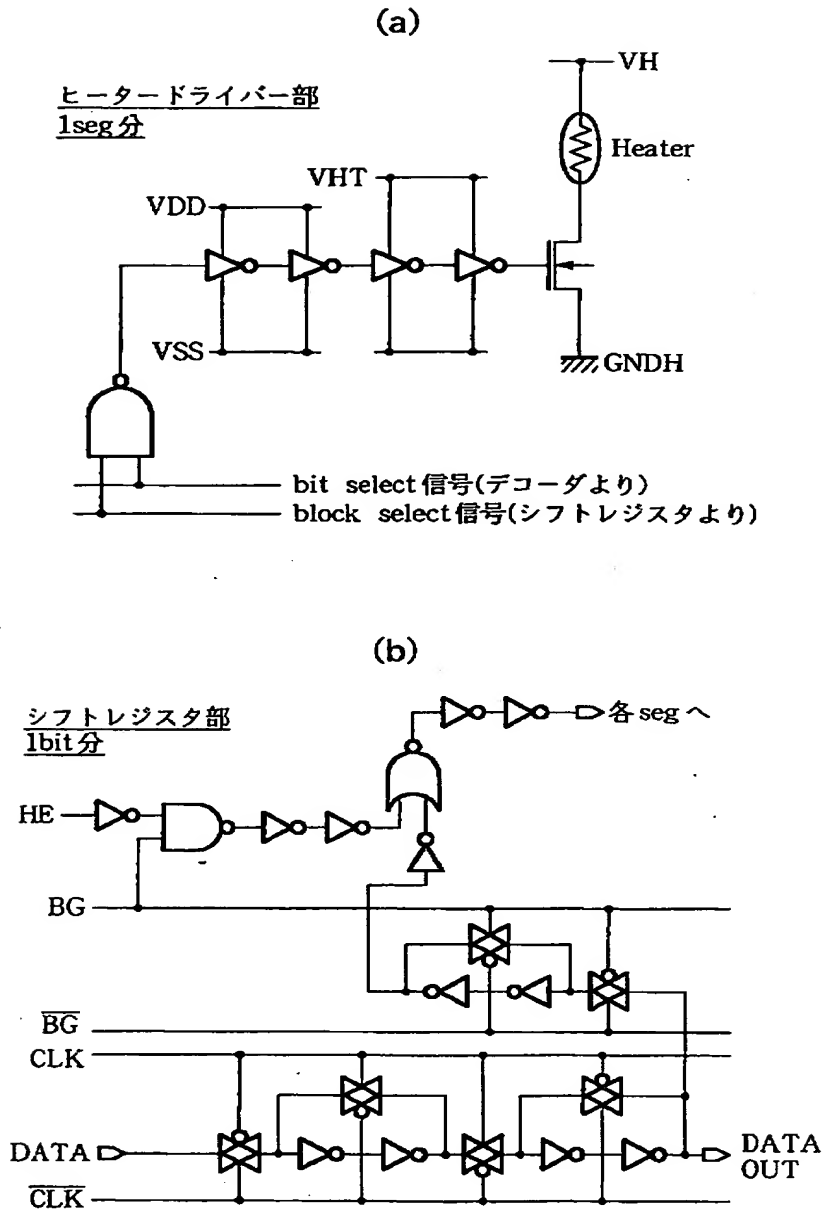 (a)
ヒータードライバー部
1seg分
VH
Heater
VHT
VDD
VSS
GNDH
bit select信号(デコーダより)
block select信号(シフトレジスタより)
(b)
シフトレジスタ部
1bit分
各segへ
HE
BG
B̅G̅
CLK
DATA
DATA
OUT
C̅L̅K̅